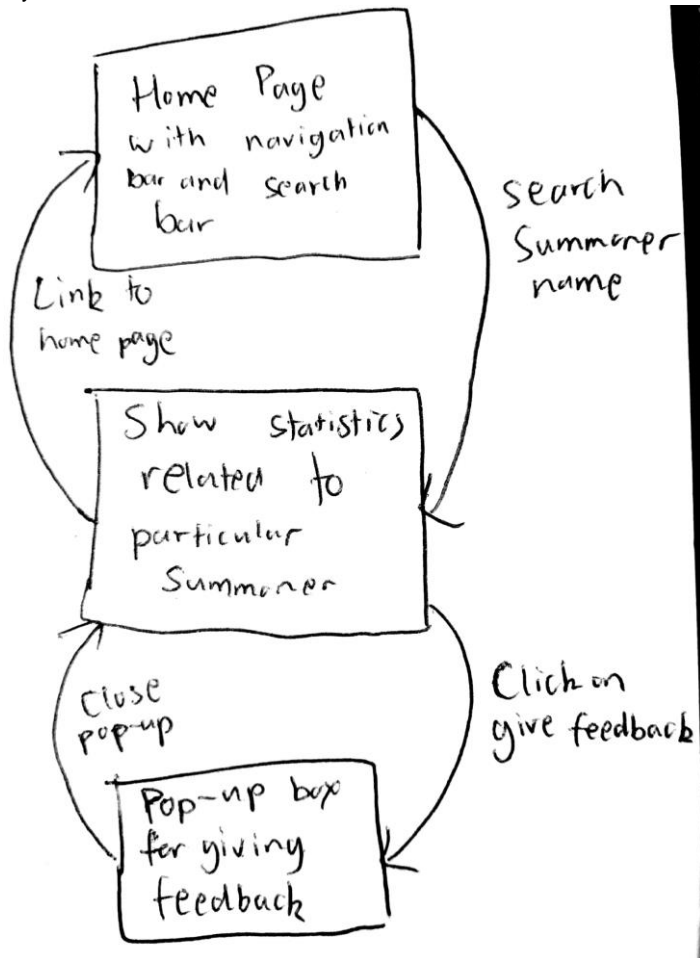 Home Page
with navigation
bar and search
bar
search
Summoner
name
Link to
home page
Show statistics
related to
particular
Summoner
Close
pop-up
Click on
give feedback
Pop-up box
for giving
feedback